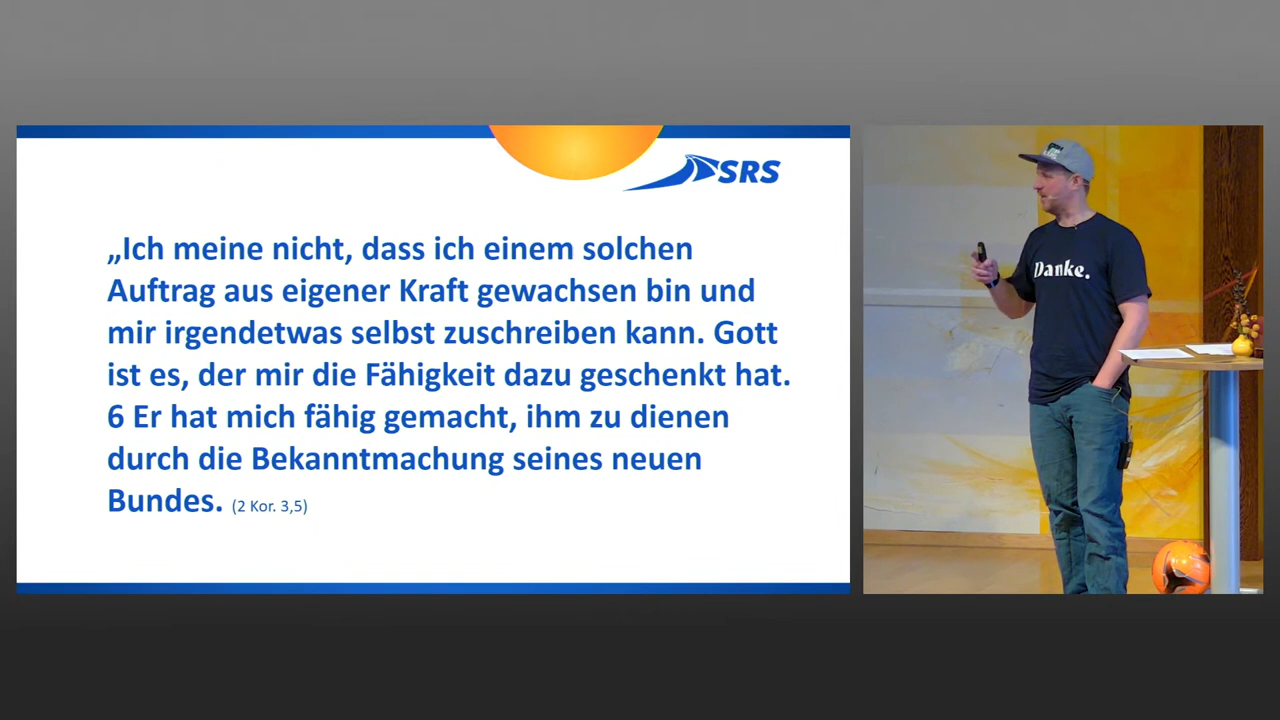 SRS
„Ich meine nicht, dass ich einem solchen
Auftrag aus eigener Kraft gewachsen bin und
mir irgendetwas selbst zuschreiben kann. Gott
ist es, der mir die Fähigkeit dazu geschenkt hat.
6 Er hat mich fähig gemacht, ihm zu dienen
durch die Bekanntmachung seines neuen
Bundes. (2 Kor. 3,5)
Danke.